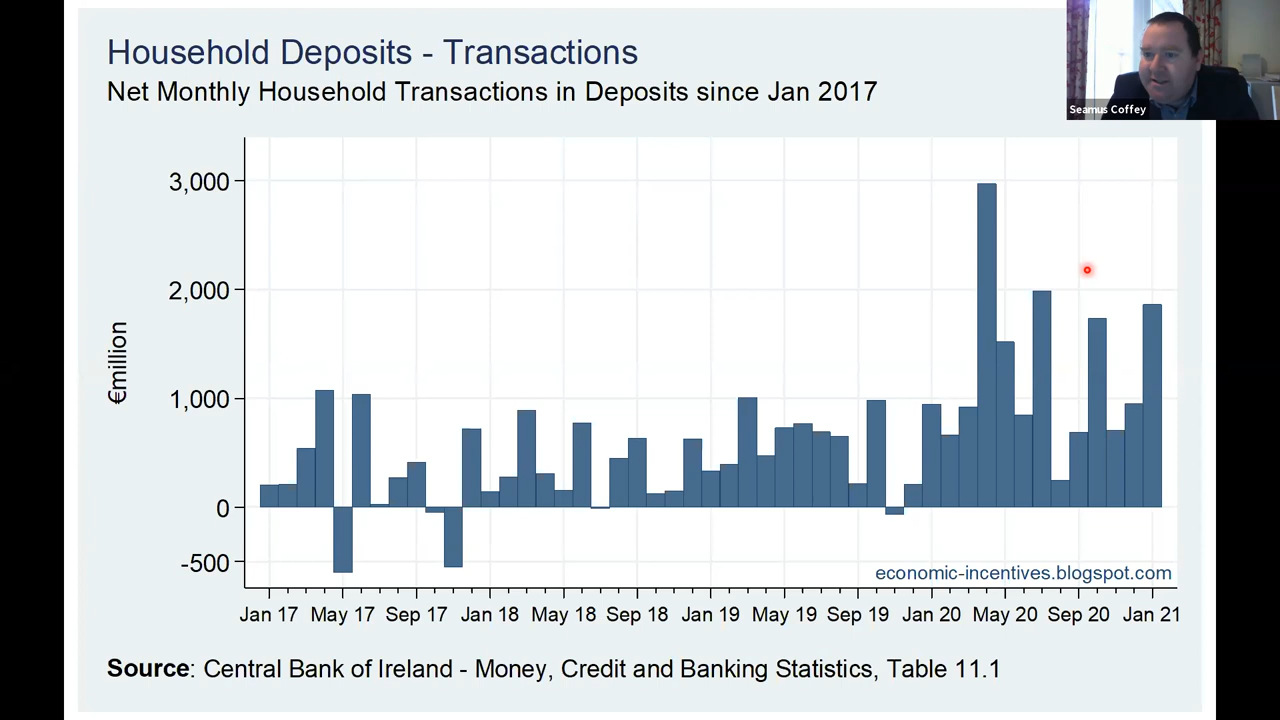 Household Deposits - Transactions
Net Monthly Household Transactions in Deposits since Jan 2017
Seamus Coffey
3,000
2,000
1,000
0
-500
€million
economic-incentives.blogspot.com
Jan 17 May 17 Sep 17 Jan 18 May 18 Sep 18 Jan 19 May 19 Sep 19 Jan 20 May 20 Sep 20 Jan 21
Source: Central Bank of Ireland - Money, Credit and Banking Statistics, Table 11.1